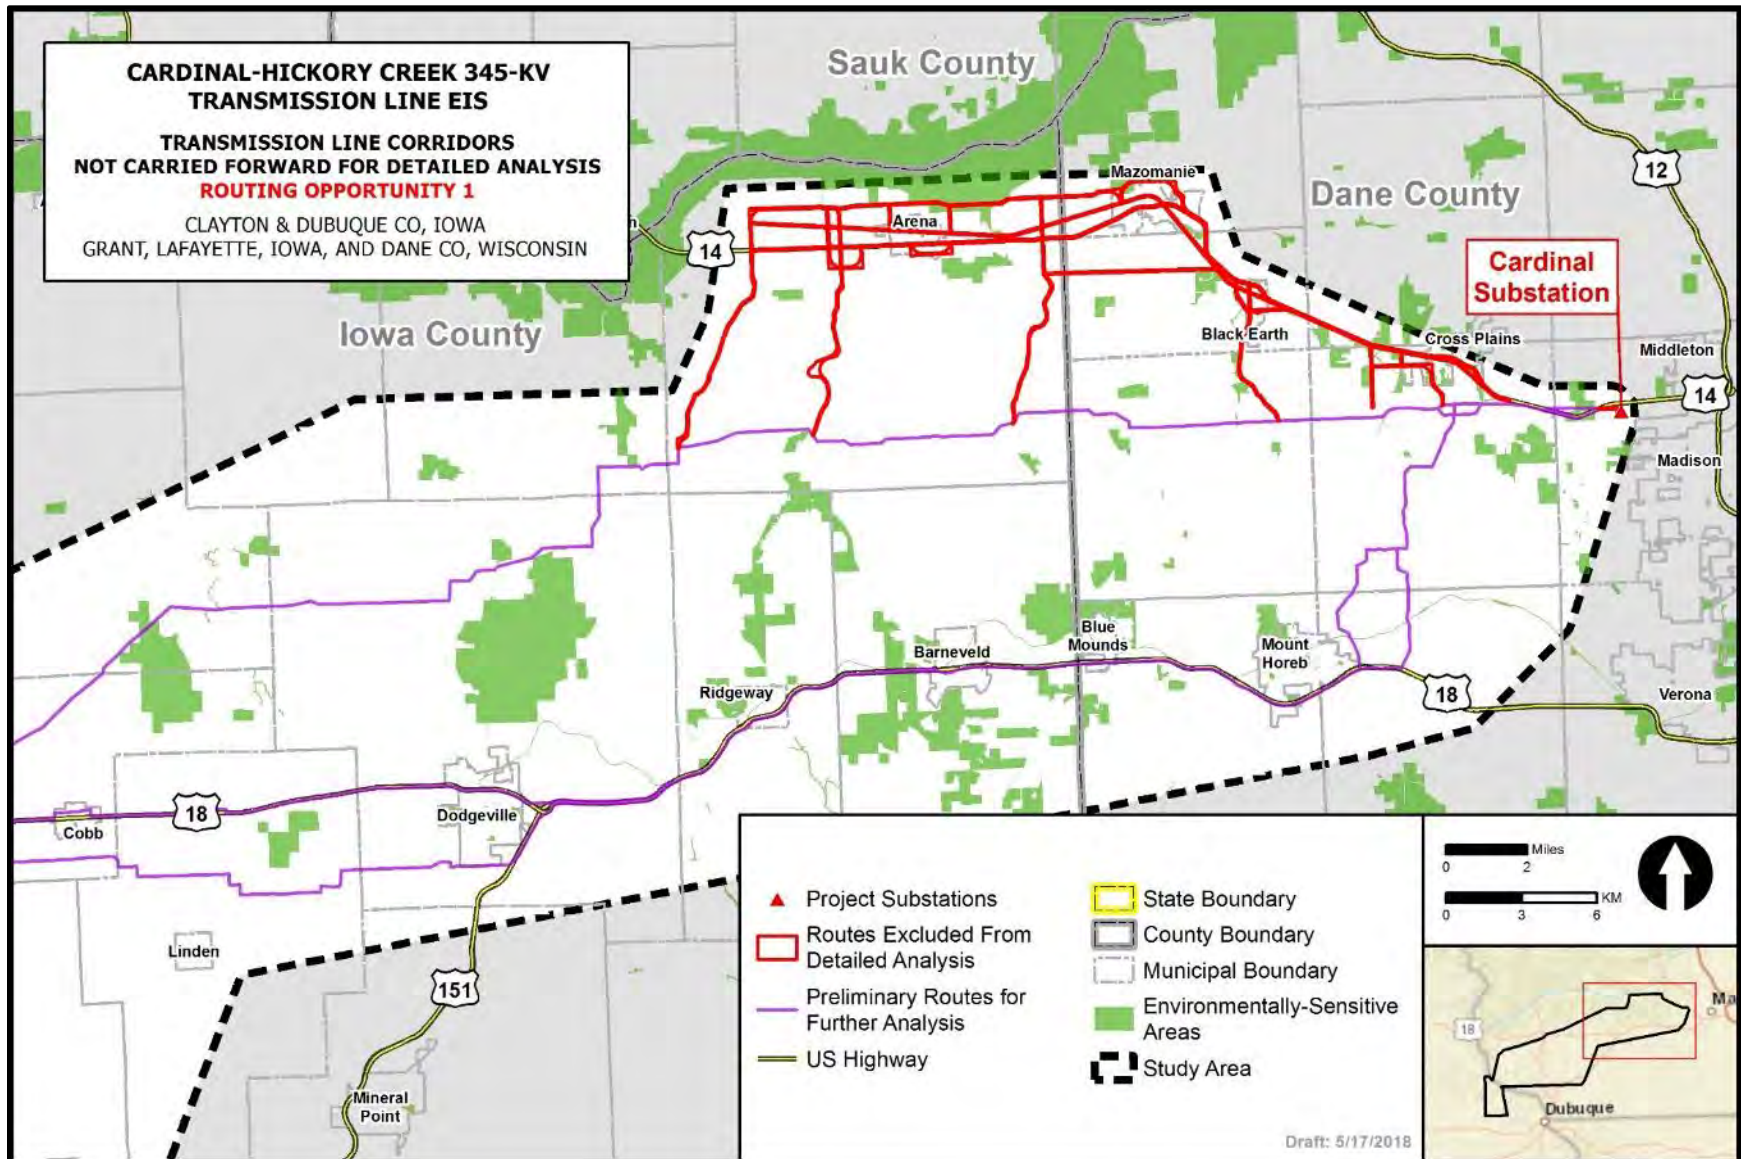 CARDINAL-HICKORY CREEK 345-KV
TRANSMISSION LINE EIS
TRANSMISSION LINE CORRIDORS
NOT CARRIED FORWARD FOR DETAILED ANALYSIS
ROUTING OPPORTUNITY 1
CLAYTON & DUBUQUE CO, IOWA
GRANT, LAFAYETTE, IOWA, AND DANE CO, WISCONSIN
Sauk County
Dane County
Iowa County
12
14
Mazomanie
Arena
Cardinal
Substation
Black Earth
Cross Plains
Middleton
14
Madison
Blue
Mounds
Barneveld
Mount
Horeb
Ridgeway
18
Verona
18
Cobb
Dodgeville
Linden
151
Mineral
Point
Project Substations
Routes Excluded From
Detailed Analysis
Preliminary Routes for
Further Analysis
US Highway
State Boundary
County Boundary
Municipal Boundary
Environmentally-Sensitive
Areas
Study Area
Draft: 5/17/2018
Miles
0 2
KM
0 3 6
18
Ma
Dubuque